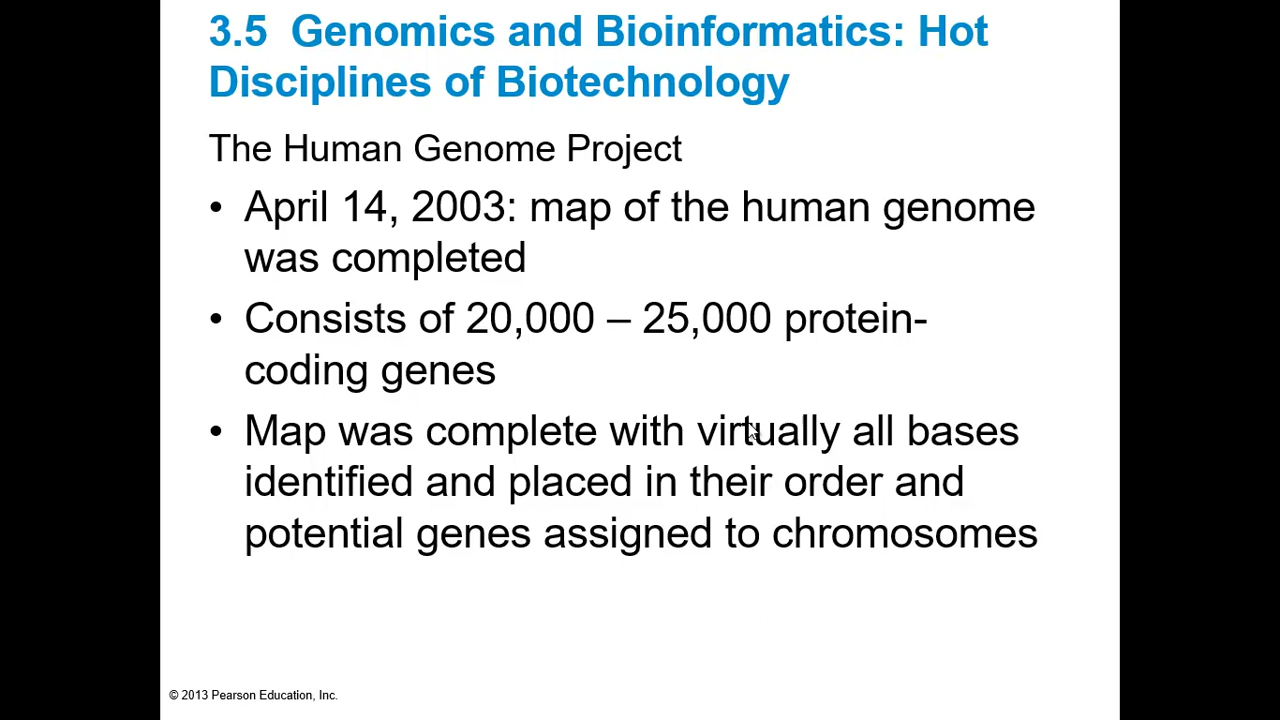 3.5 Genomics and Bioinformatics: Hot
Disciplines of Biotechnology
The Human Genome Project
• April 14, 2003: map of the human genome
was completed
• Consists of 20,000 – 25,000 protein-
coding genes
• Map was complete with virtually all bases
identified and placed in their order and
potential genes assigned to chromosomes
© 2013 Pearson Education, Inc.